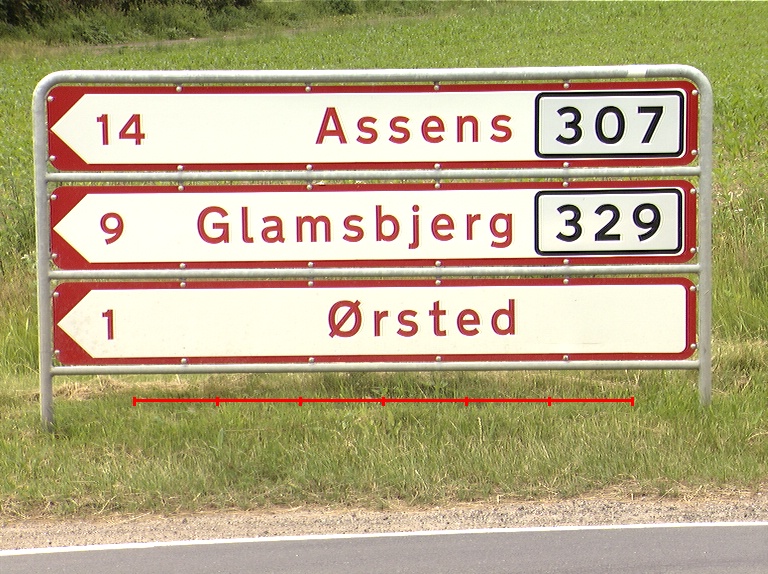 14 Assens 307
9 Glamsbjerg 329
1 Ørsted